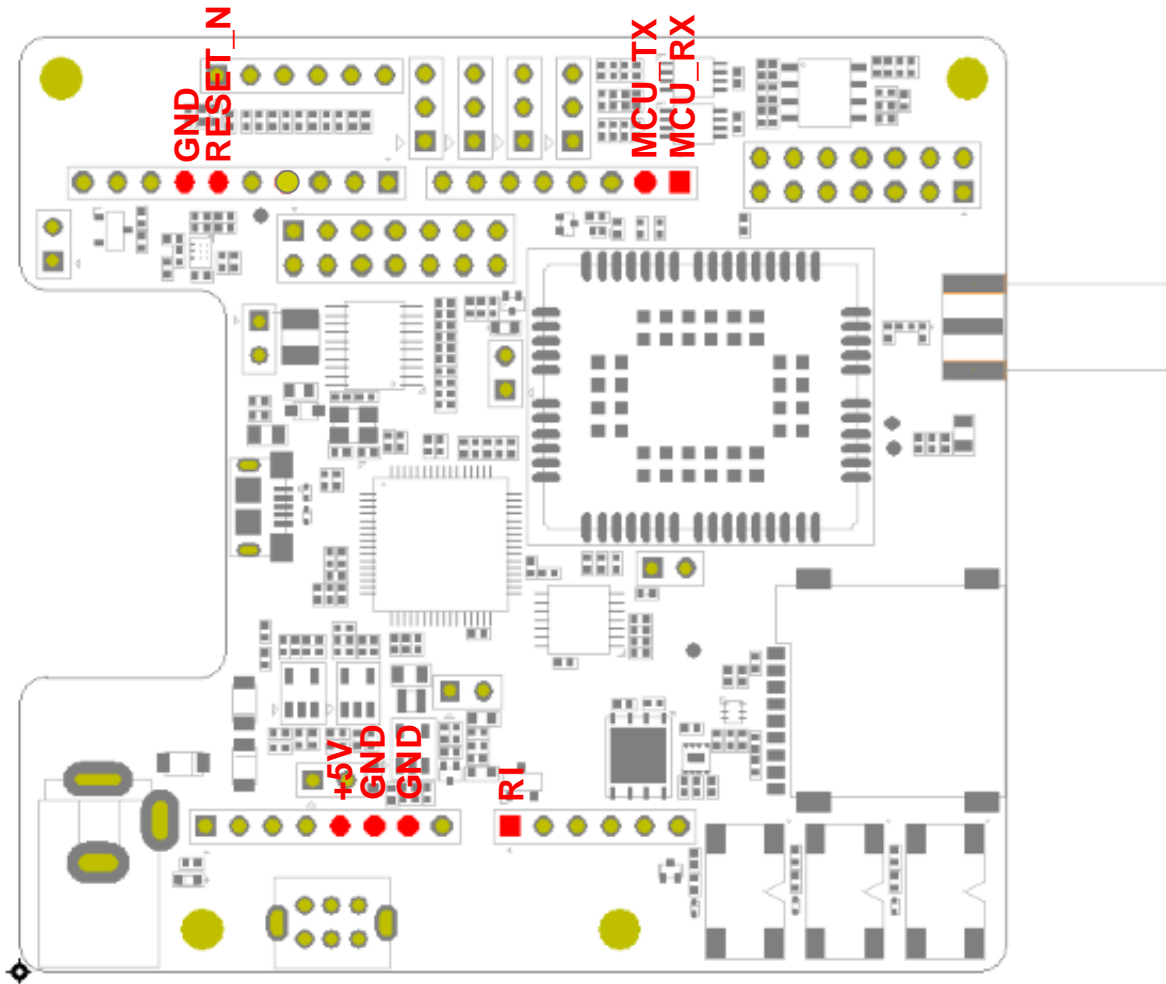 GND
RESET_N
MCU_TX
MCU_RX
+5V
GND
GND
RI